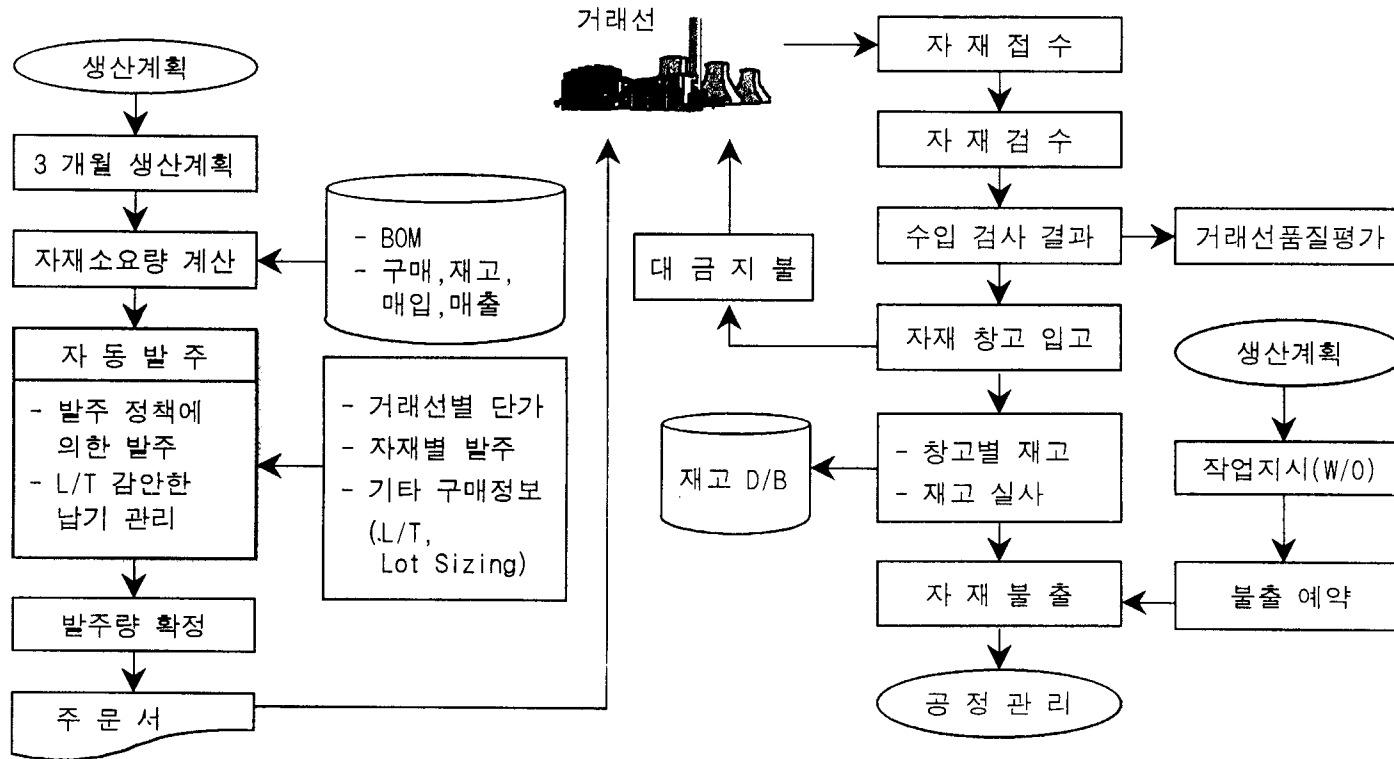 생산계획
3 개월 생산계획
자재소요량 계산
- BOM
- 구매,재고,
매입,매출
자 동 발 주
- 발주 정책에
의한 발주
- L/T 감안한
납기 관리
- 거래선별 단가
- 자재별 발주
- 기타 구매정보
(.L/T,
Lot Sizing)
발주량 확정
주 문 서
거래선
대 금 지 불
자 재 접 수
자 재 검 수
수입 검사 결과
거래선품질평가
자재 창고 입고
- 창고별 재고
- 재고 실사
재고 D/B
생산계획
작업지시(W/O)
불출 예약
자 재 불 출
공 정 관 리